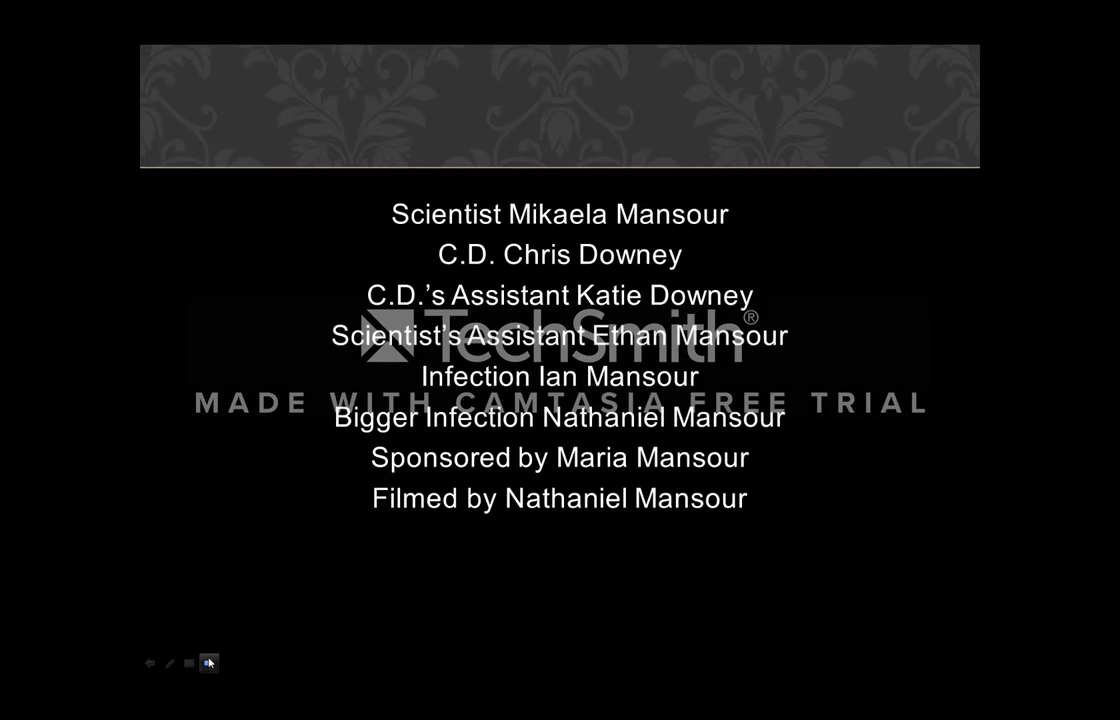 Scientist Mikaela Mansour
C.D. Chris Downey
C.D.’s Assistant Katie Downey
TechSmith®
Scientist’s Assistant Ethan Mansour
Infection Ian Mansour
MADE WITH CAMTASIA FREE TRIAL
Bigger Infection Nathaniel Mansour
Sponsored by Maria Mansour
Filmed by Nathaniel Mansour